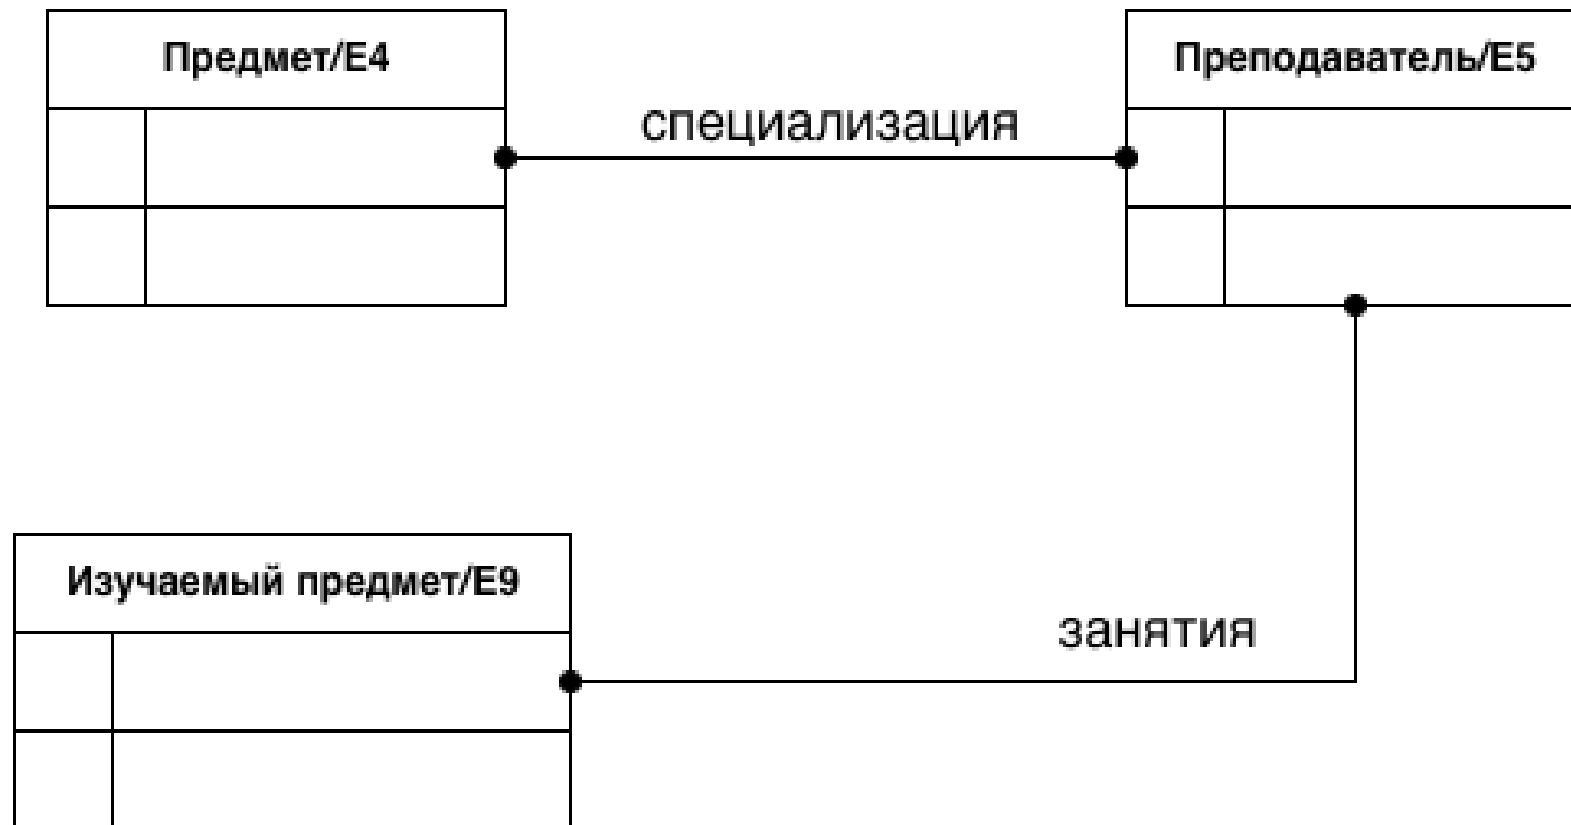 Предмет/E4
Преподаватель/E5
специализация
Изучаемый предмет/E9
занятия